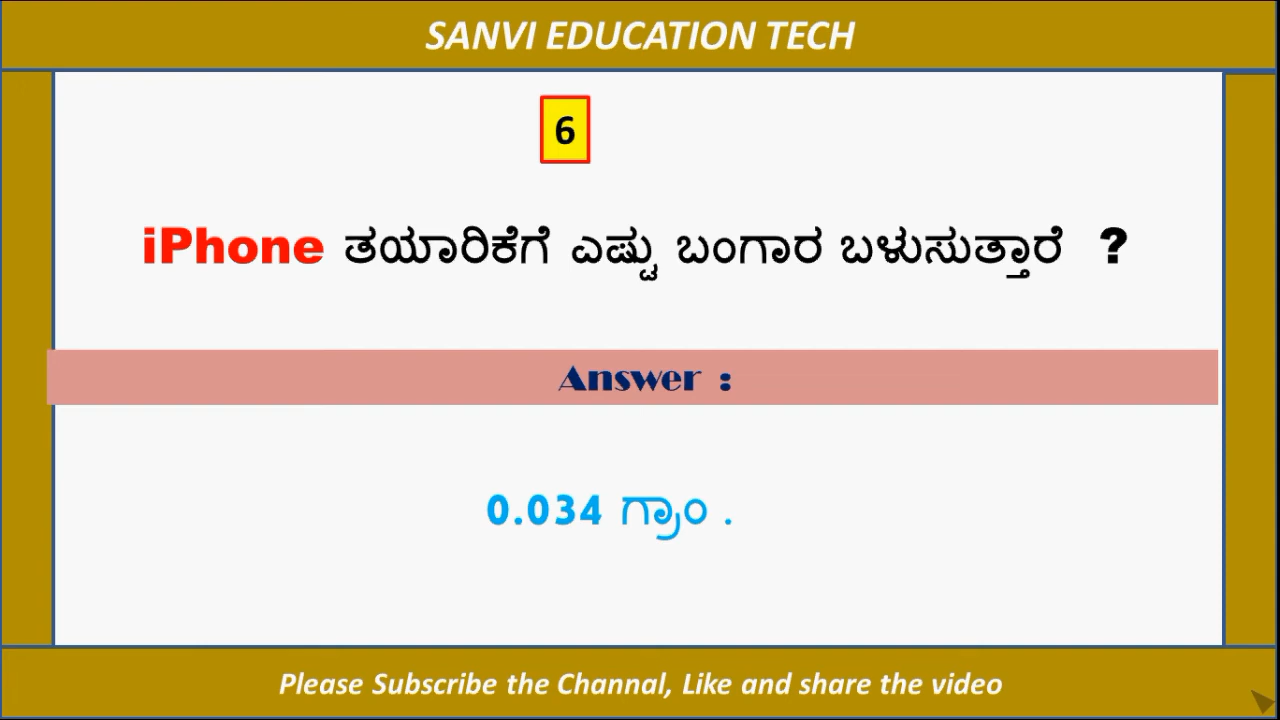 SANVI EDUCATION TECH
6
iPhone ತಯಾರಿಕೆಗೆ ಎಷ್ಟು ಬಂಗಾರ ಬಳುಸುತ್ತಾರೆ ?
Answer :
0.034 ಗ್ರಾಂ .
Please Subscribe the Channal, Like and share the video